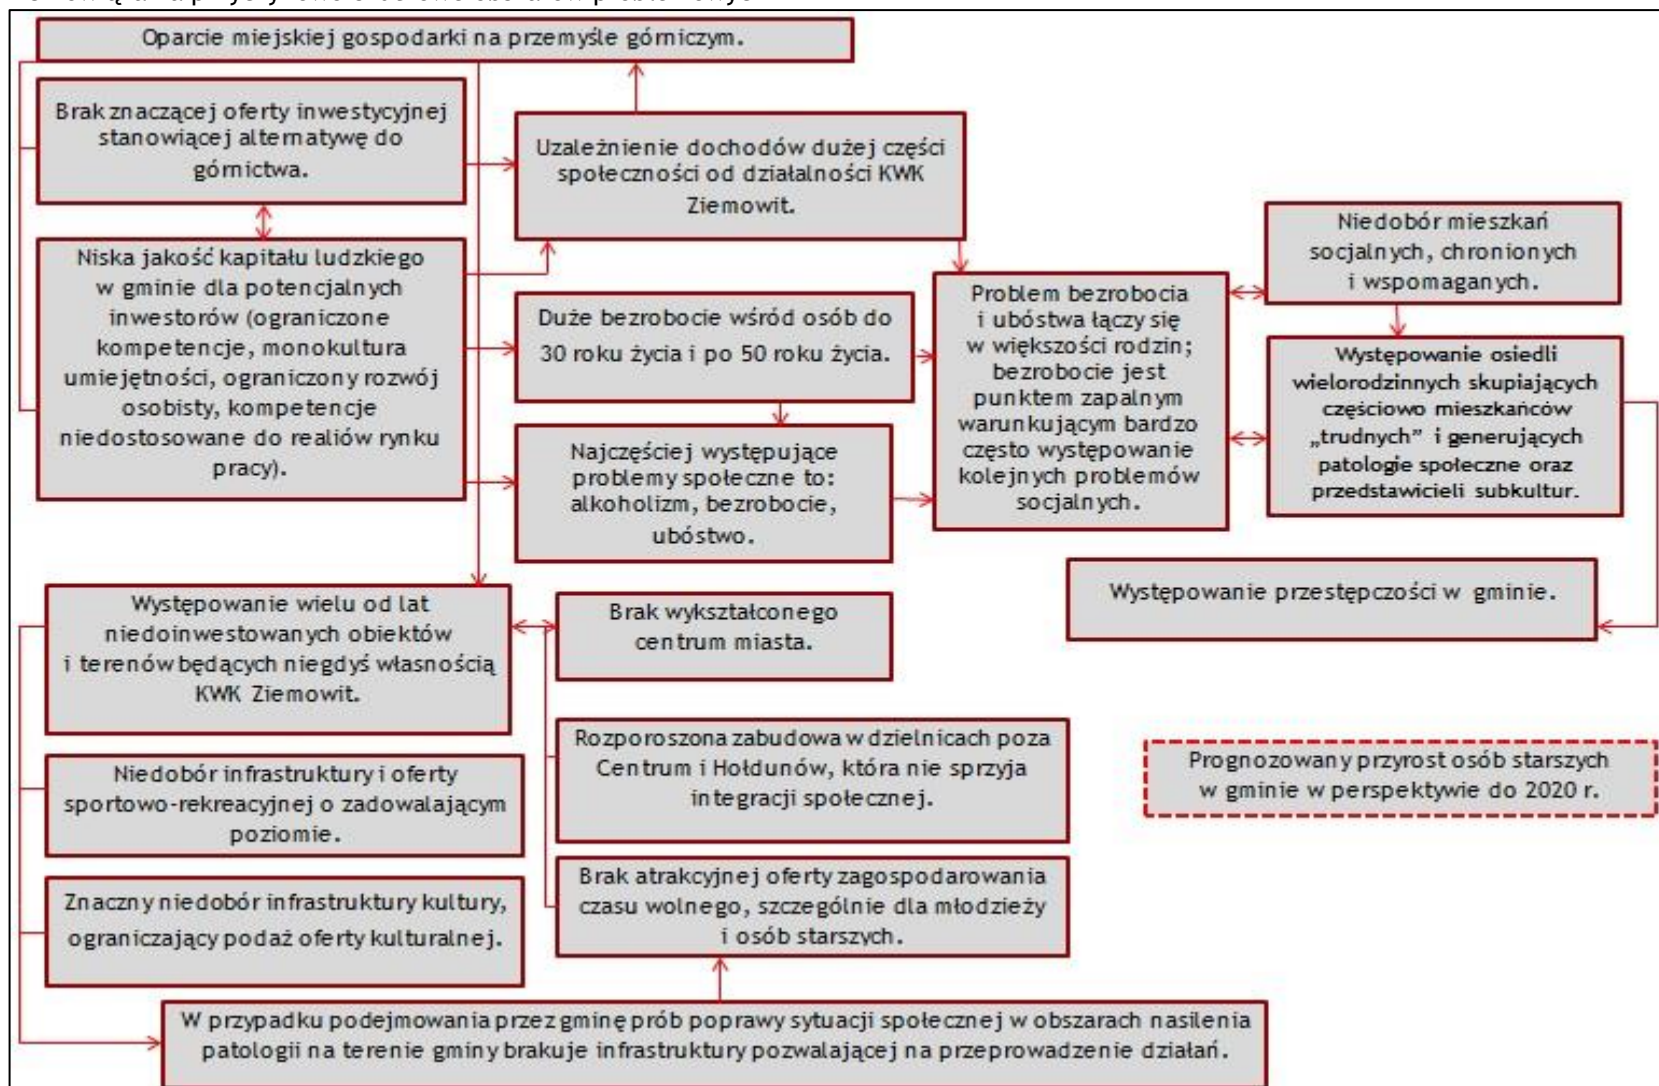 Oparcie miejskiej gospodarki na przemyśle górniczym.
Brak znaczącej oferty inwestycyjnej
stanowiącej alternatywę do
górnictwa.
Uzależnienie dochodów dużej części
społeczności od działalności KWK
Ziemowit.
Niska jakość kapitału ludzkiego
w gminie dla potencjalnych
inwestorów (ograniczone
kompetencje, monokultura
umiejętności, ograniczony rozwój
osobisty, kompetencje
niedostosowane do realiów rynku
pracy).
Duże bezrobocie wśród osób do
30 roku życia i po 50 roku życia.
Najczęściej występujące
problemy społeczne to:
alkoholizm, bezrobocie,
ubóstwo.
Problem bezrobocia
i ubóstwa łączy się
w większości rodzin;
bezrobocie jest
punktem zapalnym
warunkującym bardzo
często występowanie
kolejnych problemów
socjalnych.
Niedobór mieszkań
socjalnych, chronionych
i wspomaganych.
Występowanie osiedli
wielorodzinnych skupiających
częściowo mieszkańców
„trudnych” i generujących
patologie społeczne oraz
przedstawicieli subkultur.
Występowanie przestępczości w gminie.
Występowanie wielu od lat
niedoinwestowanych obiektów
i terenów będących niegdyś własnością
KWK Ziemowit.
Brak wykształconego
centrum miasta.
Rozporoszona zabudowa w dzielnicach poza
Centrum i Hołdunów, która nie sprzyja
integracji społecznej.
Prognozowany przyrost osób starszych
w gminie w perspektywie do 2020 r.
Niedobór infrastruktury i oferty
sportowo-rekreacyjnej o zadowalającym
poziomie.
Brak atrakcyjnej oferty zagospodarowania
czasu wolnego, szczególnie dla młodzieży
i osób starszych.
Znaczny niedobór infrastruktury kultury,
ograniczający podaż oferty kulturalnej.
W przypadku podejmowania przez gminę prób poprawy sytuacji społecznej w obszarach nasilenia
patologii na terenie gminy brakuje infrastruktury pozwalającej na przeprowadzenie działań.